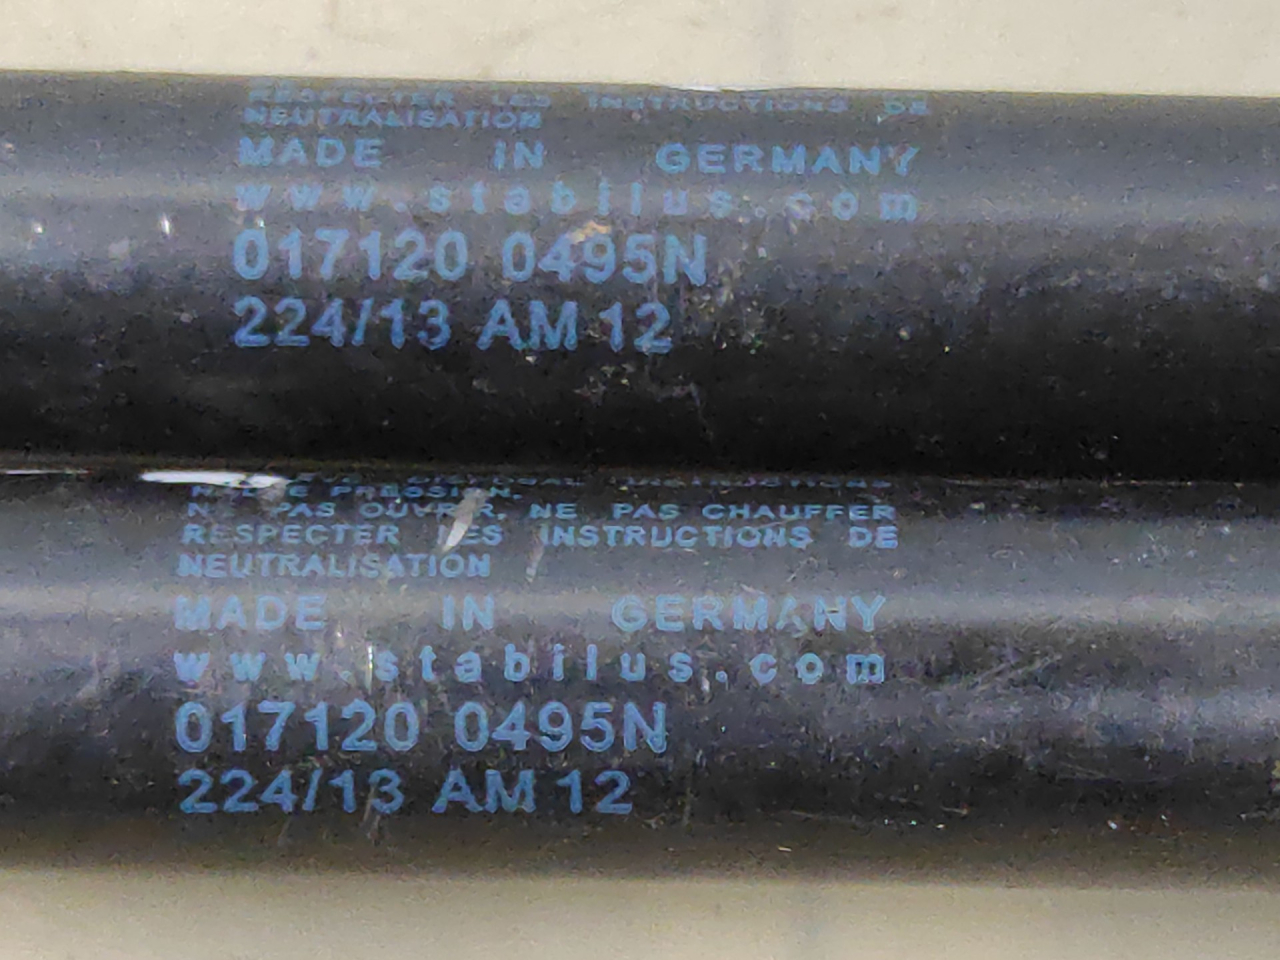 RESPECTER LES INSTRUCTIONS DE
NEUTRALISATION
MADE IN GERMANY
www.stabilus.com
017120 0495N
224/13 AM 12
DISPOSAL INSTRUCTIONS
NE PAS OUVRIR, NE PAS CHAUFFER
RESPECTER LES INSTRUCTIONS DE
NEUTRALISATION
MADE IN GERMANY
www.stabilus.com
017120 0495N
224/13 AM 12